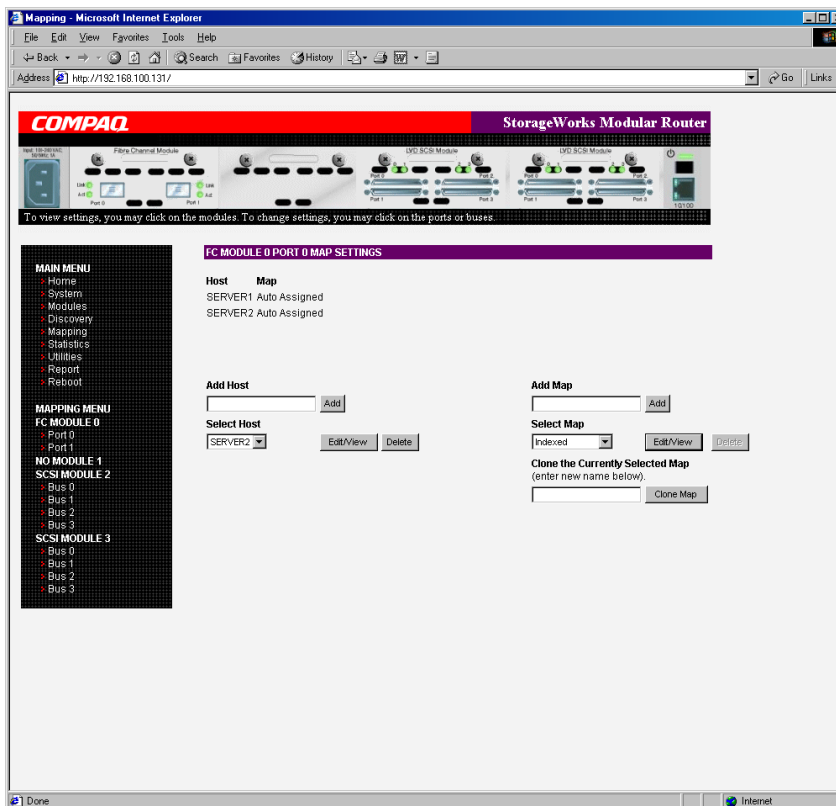 Mapping - Microsoft Internet Explorer
File Edit View Favorites Tools Help
Back Search Favorites History
Address http://192.168.100.131/ Go Links
COMPAQ StorageWorks Modular Router
Fibre Channel Module LVD SCSI Module LVD SCSI Module
Port 0 Port 2 Port 0 Port 2
Link Link
Act Act
Port 0 Port 1 Port 1 Port 3 Port 1 Port 3
10/100
To view settings, you may click on the modules. To change settings, you may click on the ports or buses.
FC MODULE 0 PORT 0 MAP SETTINGS
Host Map
SERVER1 Auto Assigned
SERVER2 Auto Assigned
MAIN MENU
Home
System
Modules
Discovery
Mapping
Statistics
Utilities
Report
Reboot
MAPPING MENU
FC MODULE 0
Port 0
Port 1
NO MODULE 1
SCSI MODULE 2
Bus 0
Bus 1
Bus 2
Bus 3
SCSI MODULE 3
Bus 0
Bus 1
Bus 2
Bus 3
Add Host
Add
Select Host
SERVER2 Edit/View Delete
Add Map
Add
Select Map
Indexed Edit/View Delete
Clone the Currently Selected Map
(enter new name below).
Clone Map
Done Internet